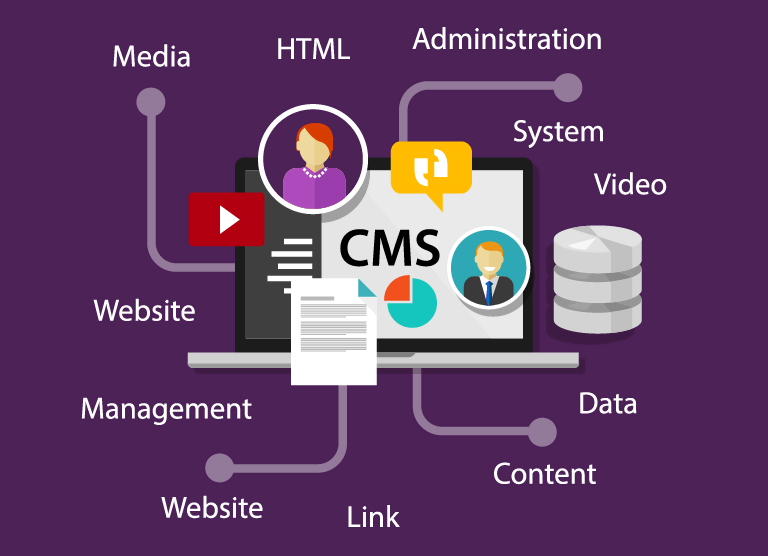 Media
HTML
Administration
System
Video
CMS
Website
Management
Data
Content
Website
Link